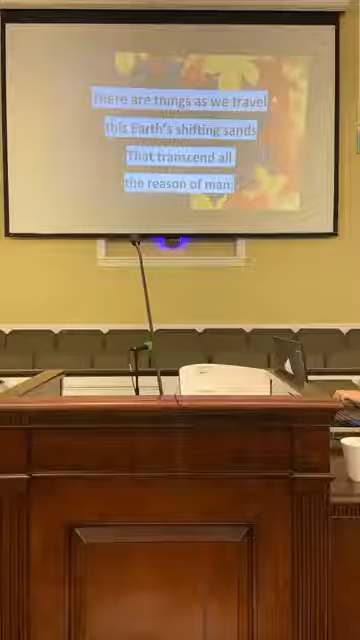 There are things as we travel
this Earth's shifting sands
That transcend all
the reason of man;